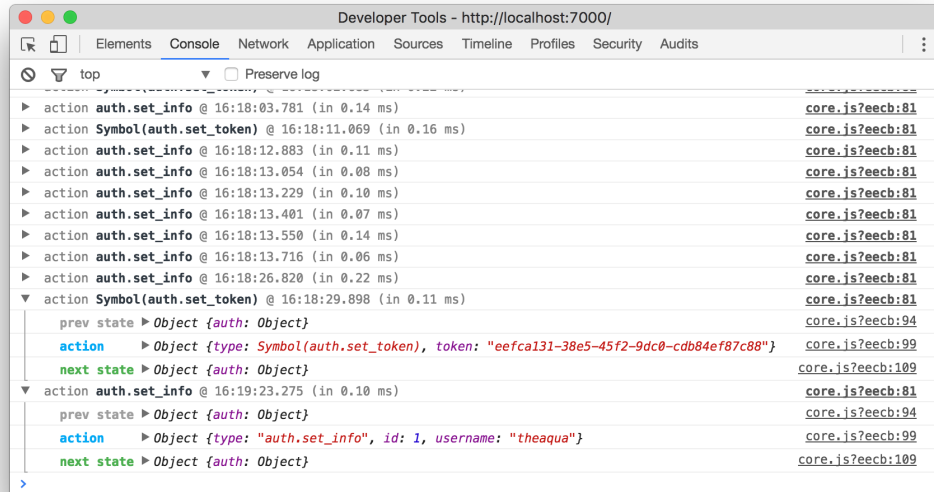 Developer Tools - http://localhost:7000/
Elements Console Network Application Sources Timeline Profiles Security Audits
top Preserve log
action auth.set_info @ 16:18:03.781 (in 0.14 ms) core.js?eecb:81
action Symbol(auth.set_token) @ 16:18:11.069 (in 0.16 ms) core.js?eecb:81
action auth.set_info @ 16:18:12.883 (in 0.11 ms) core.js?eecb:81
action auth.set_info @ 16:18:13.054 (in 0.08 ms) core.js?eecb:81
action auth.set_info @ 16:18:13.229 (in 0.10 ms) core.js?eecb:81
action auth.set_info @ 16:18:13.401 (in 0.07 ms) core.js?eecb:81
action auth.set_info @ 16:18:13.550 (in 0.14 ms) core.js?eecb:81
action auth.set_info @ 16:18:13.716 (in 0.06 ms) core.js?eecb:81
action auth.set_info @ 16:18:26.820 (in 0.22 ms) core.js?eecb:81
action Symbol(auth.set_token) @ 16:18:29.898 (in 0.11 ms) core.js?eecb:81
prev state Object {auth: Object} core.js?eecb:94
action Object {type: Symbol(auth.set_token), token: "eefca131-38e5-45f2-9dc0-cdb84ef87c88"} core.js?eecb:99
next state Object {auth: Object} core.js?eecb:109
action auth.set_info @ 16:19:23.275 (in 0.10 ms) core.js?eecb:81
prev state Object {auth: Object} core.js?eecb:94
action Object {type: "auth.set_info", id: 1, username: "theaqua"} core.js?eecb:99
next state Object {auth: Object} core.js?eecb:109